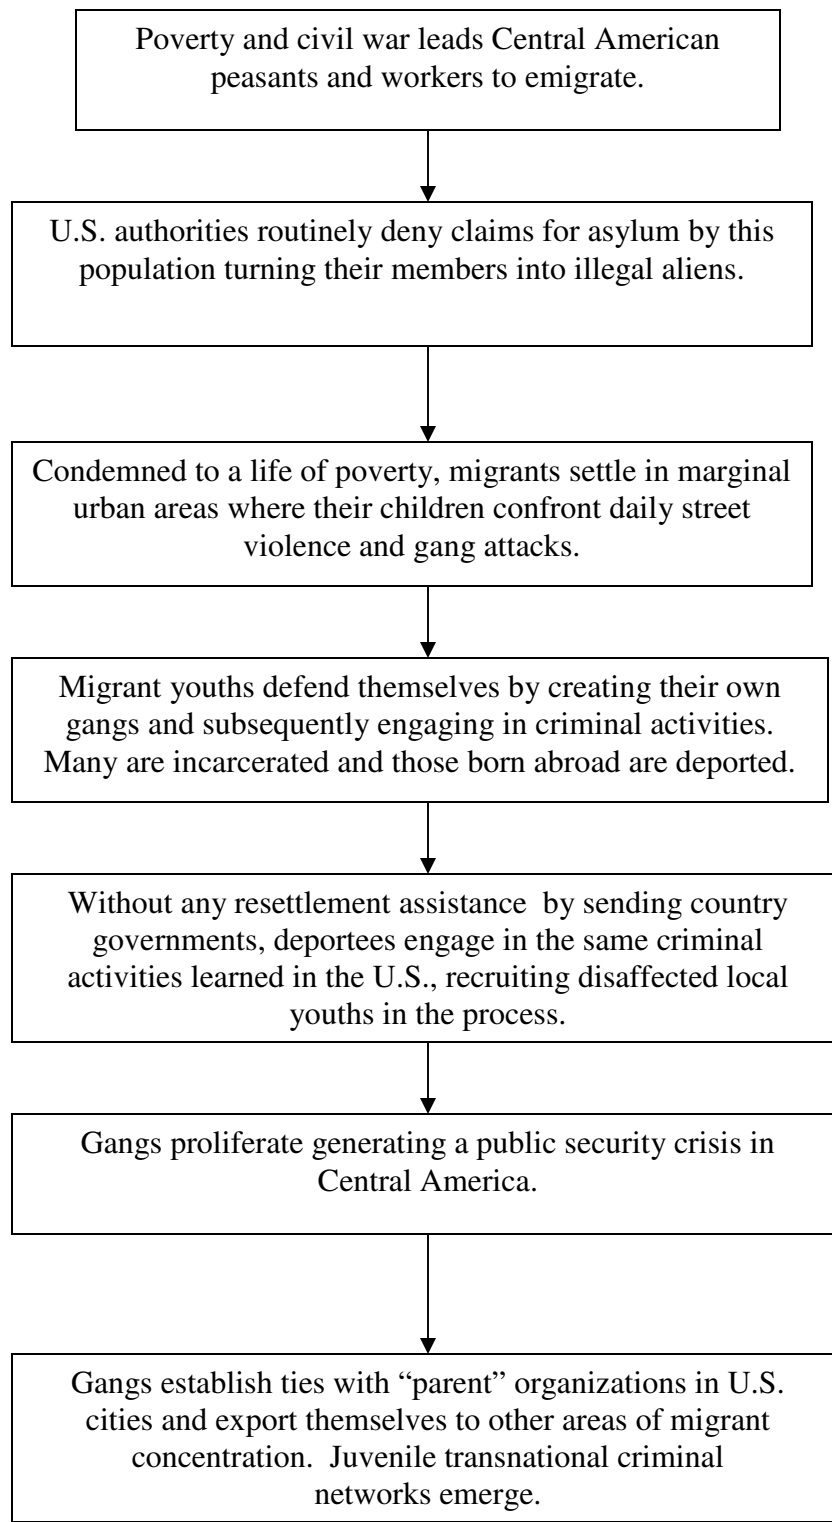 Poverty and civil war leads Central American
peasants and workers to emigrate.
U.S. authorities routinely deny claims for asylum by this
population turning their members into illegal aliens.
Condemned to a life of poverty, migrants settle in marginal
urban areas where their children confront daily street
violence and gang attacks.
Migrant youths defend themselves by creating their own
gangs and subsequently engaging in criminal activities.
Many are incarcerated and those born abroad are deported.
Without any resettlement assistance  by sending country
governments, deportees engage in the same criminal
activities learned in the U.S., recruiting disaffected local
youths in the process.
Gangs proliferate generating a public security crisis in
Central America.
Gangs establish ties with “parent” organizations in U.S.
cities and export themselves to other areas of migrant
concentration.  Juvenile transnational criminal
networks emerge.